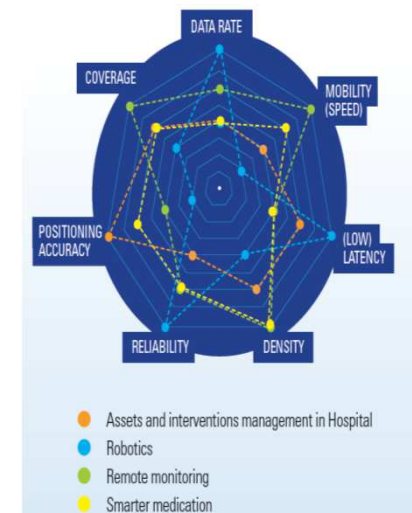 DATA RATE
COVERAGE
MOBILITY
(SPEED)
POSITIONING
ACCURACY
(LOW)
LATENCY
RELIABILITY
DENSITY
Assets and interventions management in Hospital
Robotics
Remote monitoring
Smarter medication